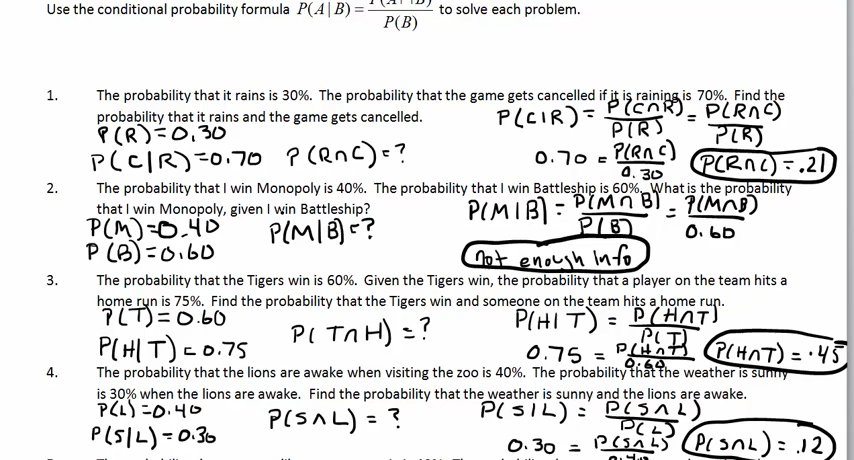 Use the conditional probability formula P(A|B) = P(A∩B) / P(B) to solve each problem.
1. The probability that it rains is 30%. The probability that the game gets cancelled if it is raining is 70%. Find the
probability that it rains and the game gets cancelled.
P(C|R) = P(C∩R) / P(R) = P(R∩C) / P(R)
P(R) = 0.30
P(C|R) = 0.70 P(R∩C) = ?
0.70 = P(R∩C) / 0.30 P(R∩C) = .21
2. The probability that I win Monopoly is 40%. The probability that I win Battleship is 60%. What is the probability
that I win Monopoly, given I win Battleship?
P(M|B) = P(M∩B) / P(B) = P(M∩B) / 0.60
P(M) = 0.40 P(M|B) = ?
P(B) = 0.60
not enough info
3. The probability that the Tigers win is 60%. Given the Tigers win, the probability that a player on the team hits a
home run is 75%. Find the probability that the Tigers win and someone on the team hits a home run.
P(T) = 0.60 P(T∩H) = ? P(H|T) = P(H∩T) / P(T)
P(H|T) = 0.75 0.75 = P(H∩T) / 0.60 P(H∩T) = .45
4. The probability that the lions are awake when visiting the zoo is 40%. The probability that the weather is sunny
is 30% when the lions are awake. Find the probability that the weather is sunny and the lions are awake.
P(L) = 0.40 P(S∩L) = ? P(S|L) = P(S∩L) / P(L)
P(S|L) = 0.30 0.30 = P(S∩L) P(S∩L) = .12